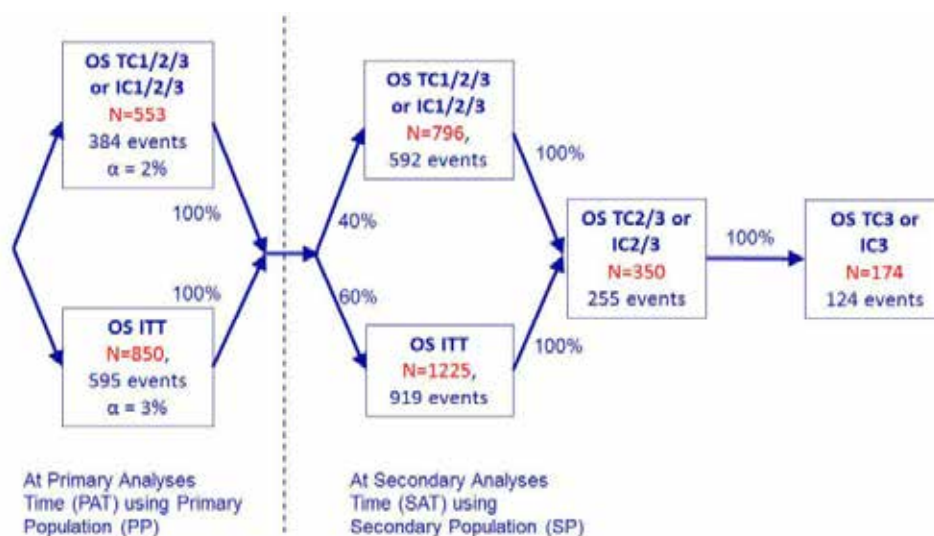 OS TC1/2/3
or IC1/2/3
N=553
384 events
α = 2%
100%
100%
OS ITT
N=850,
595 events
α = 3%
At Primary Analyses
Time (PAT) using Primary
Population (PP)
OS TC1/2/3
or IC1/2/3
N=796,
592 events
40%
60%
100%
100%
OS ITT
N=1225,
919 events
OS TC2/3 or
IC2/3
N=350
255 events
100%
OS TC3 or
IC3
N=174
124 events
At Secondary Analyses
Time (SAT) using
Secondary Population (SP)